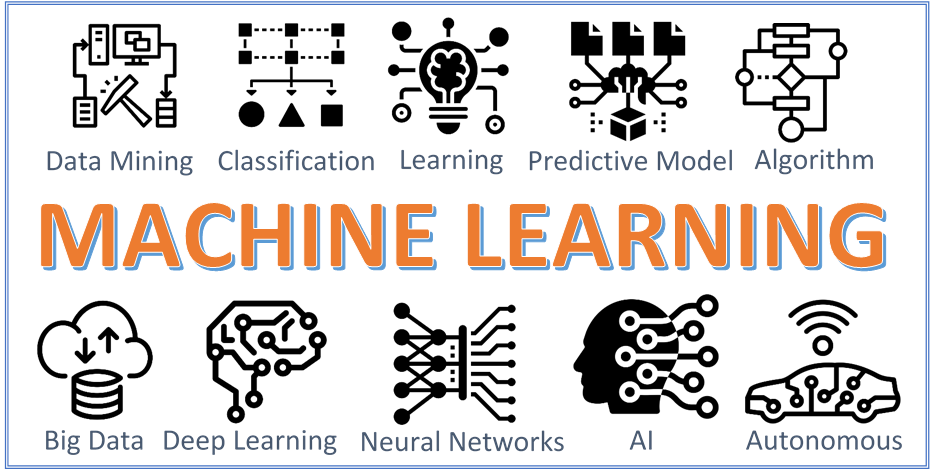 Data Mining Classification Learning Predictive Model Algorithm
MACHINE LEARNING
Big Data Deep Learning Neural Networks AI Autonomous